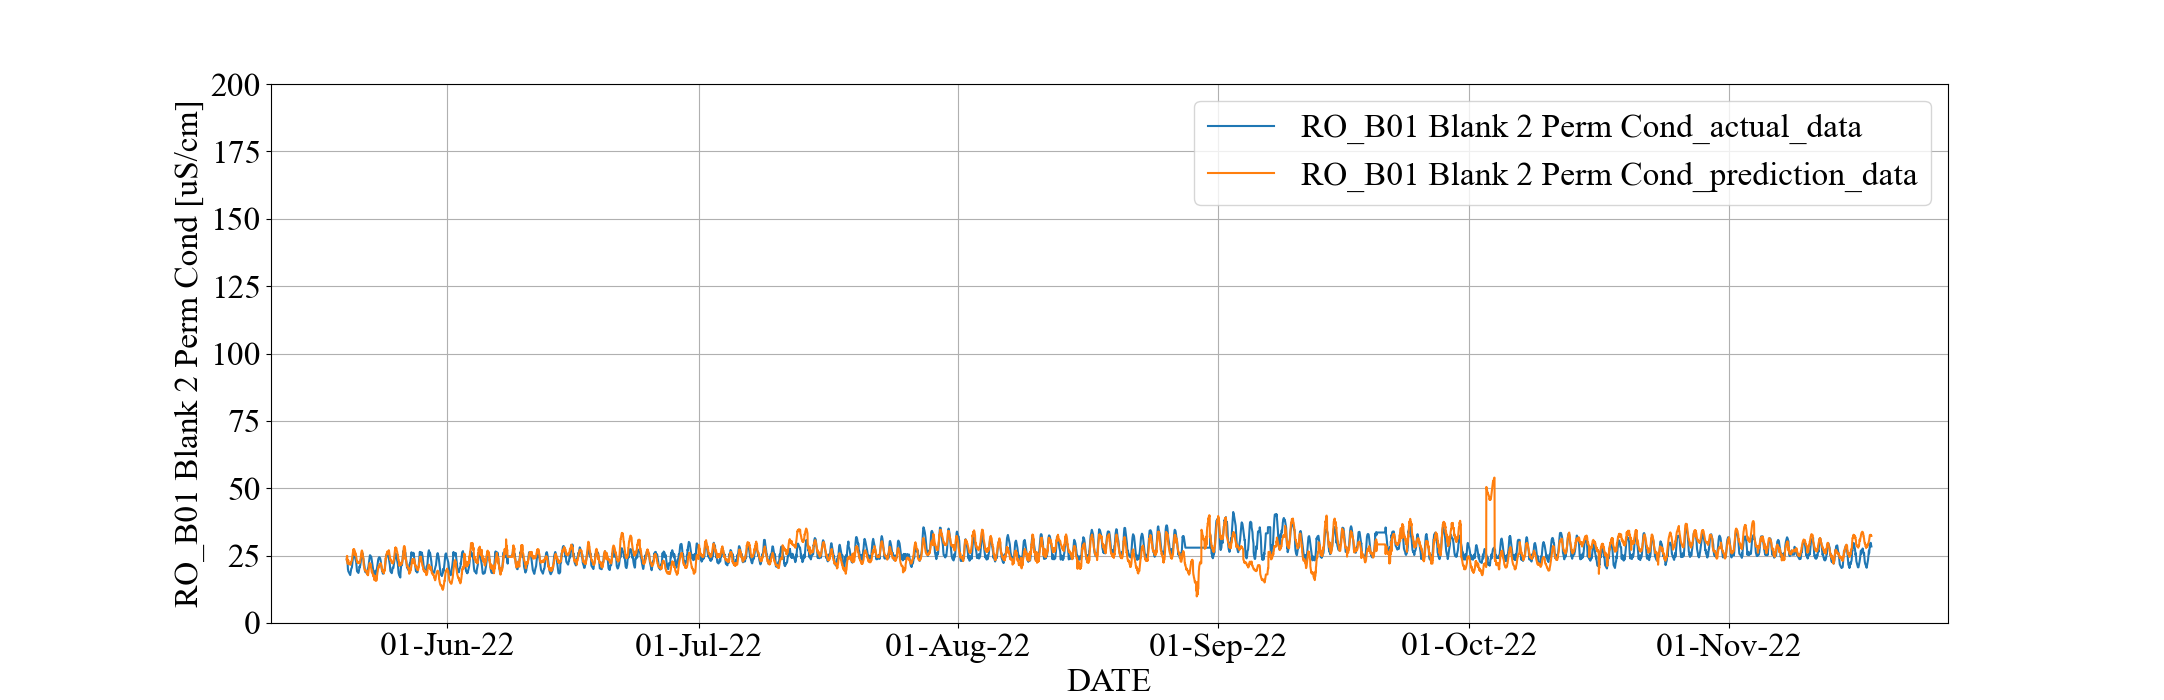 RO_B01 Blank 2 Perm Cond [uS/cm]
200
175
150
125
100
75
50
25
0
RO_B01 Blank 2 Perm Cond_actual_data
RO_B01 Blank 2 Perm Cond_prediction_data
01-Jun-22 01-Jul-22 01-Aug-22 01-Sep-22 01-Oct-22 01-Nov-22
DATE